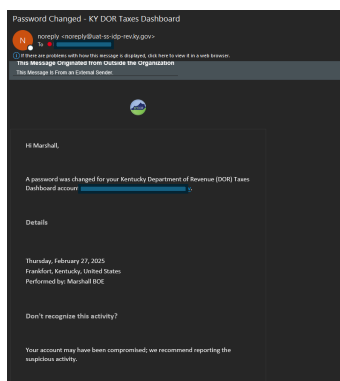 Password Changed - KY DOR Taxes Dashboard
N
noreply <noreply@uat-ss-idp-rev.ky.gov>
To
If there are problems with how this message is displayed, click here to view it in a web browser.
This Message Originated from Outside the Organization
This Message Is From an External Sender.
Hi Marshall,
A password was changed for your Kentucky Department of Revenue (DOR) Taxes
Dashboard account
Details
Thursday, February 27, 2025
Frankfort, Kentucky, United States
Performed by: Marshall BOE
Don't recognize this activity?
Your account may have been compromised; we recommend reporting the
suspicious activity.